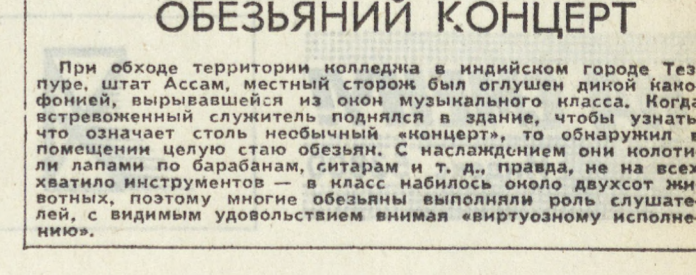 ОБЕЗЬЯНИЙ КОНЦЕРТ
При обходе территории колледжа в индийском городе Тез
пуре, штат Ассам, местный сторож был оглушен дикой како
фонией, вырывавшейся из окон музыкального класса. Когда
встревоженный служитель поднялся в здание, чтобы узнать
что означает столь необычный «концерт», то обнаружил
помещении целую стаю обезьян. С наслаждением они колоти-
ли лапами по барабанам, ситарам и т. д., правда, не на всех
хватило инструментов — в класс набилось около двухсот жи
вотных, поэтому многие обезьяны выполняли роль слушате-
лей, с видимым удовольствием внимая «виртуозному исполне-
нию».